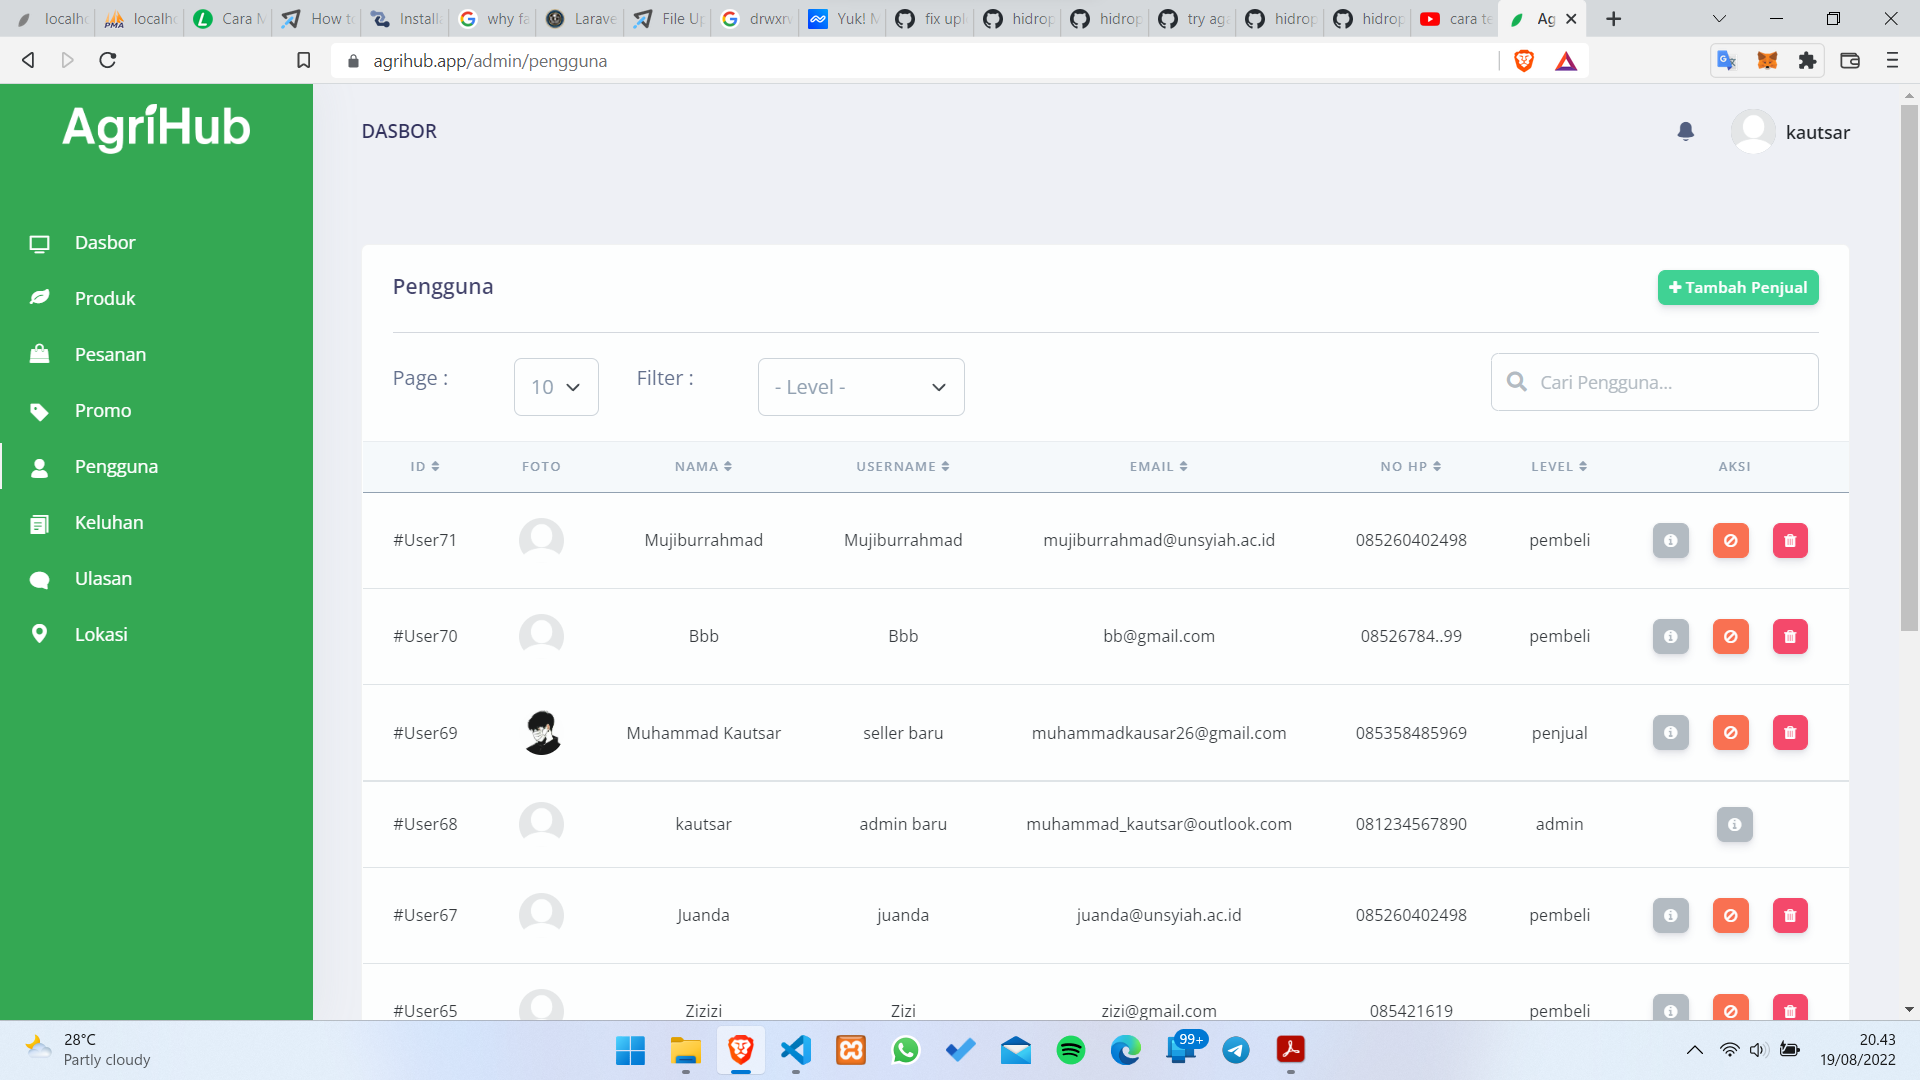 localho
localho
Cara M
How to
Install
why fa
Larave
File Up
drwxrw
Yuk! M
fix upl
hidrop
hidrop
try aga
hidrop
hidrop
cara te
Ag
agrihub.app/admin/pengguna
AgriHub
DASBOR
kautsar
Dasbor
Produk
Pesanan
Promo
Pengguna
Keluhan
Ulasan
Lokasi
Pengguna
Tambah Penjual
Page : 10 Filter : - Level - Cari Pengguna...
ID FOTO NAMA USERNAME EMAIL NO HP LEVEL AKSI
#User71 Mujiburrahmad Mujiburrahmad mujiburrahmad@unsyiah.ac.id 085260402498 pembeli
#User70 Bbb Bbb bb@gmail.com 08526784..99 pembeli
#User69 Muhammad Kautsar seller baru muhammadkausar26@gmail.com 085358485969 penjual
#User68 kautsar admin baru muhammad_kautsar@outlook.com 081234567890 admin
#User67 Juanda juanda juanda@unsyiah.ac.id 085260402498 pembeli
#User65 Zizizi Zizi zizi@gmail.com 085421619 pembeli
28°C
Partly cloudy
99+
20.43
19/08/2022